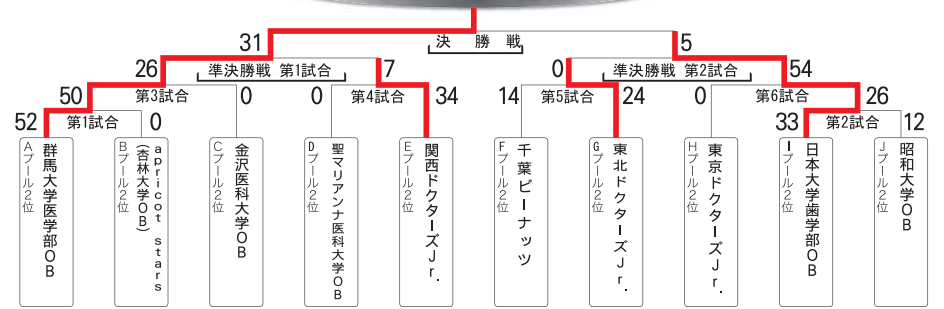 31
決勝戦
5
26
準決勝戦 第1試合
7
0
準決勝戦 第2試合
54
50
第3試合
0
0
第4試合
34
14
第5試合
24
0
第6試合
26
52
第1試合
0
33
第2試合
12
Aプール2位
群馬大学医学部OB
Bプール2位
(杏林大学OB)
apricot stars
Cプール2位
金沢医科大学OB
Dプール2位
聖マリアンナ医科大学OB
Eプール2位
関西ドクターズJr.
Fプール2位
千葉ピーナッツ
Gプール2位
東北ドクターズJr.
Hプール2位
東京ドクターズJr.
Iプール2位
日本大学歯学部OB
Jプール2位
昭和大学OB